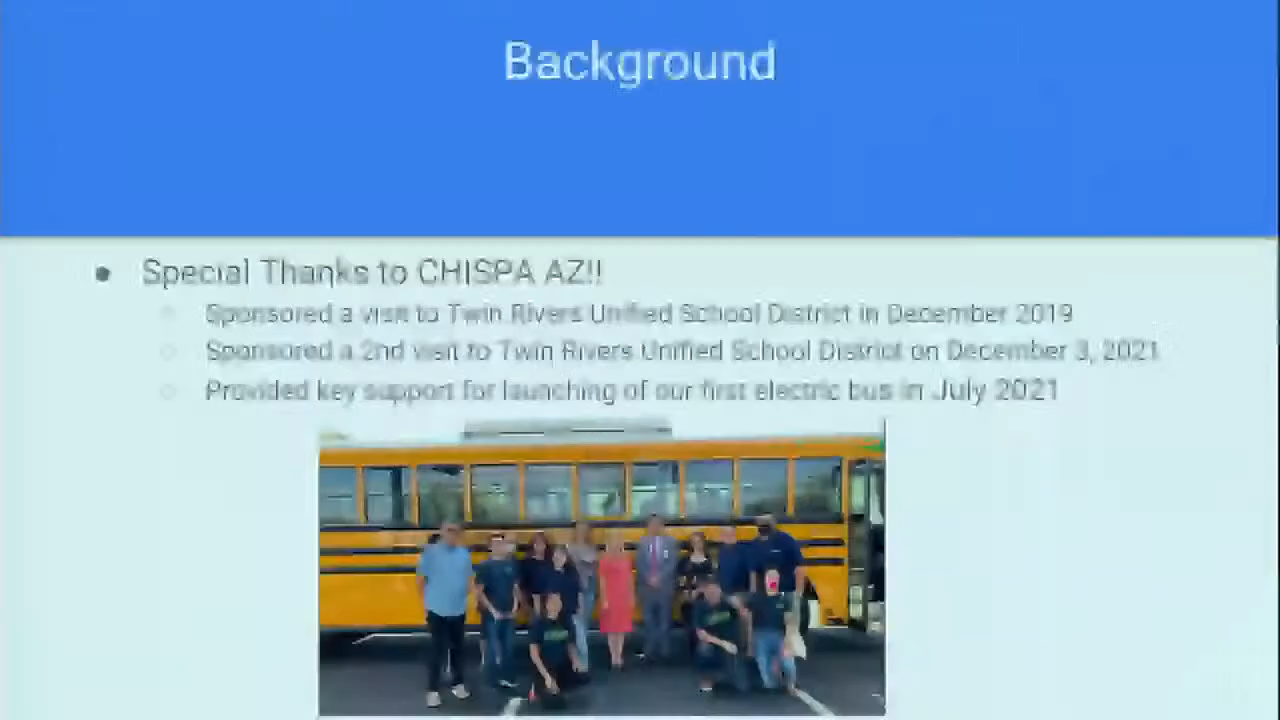 Background
Special Thanks to CHISPA AZ!!
Sponsored a visit to Twin Rivers Unified School District in December 2019
Sponsored a 2nd visit to Twin Rivers Unified School District on December 3, 2021
Provided key support for launching of our first electric bus in July 2021